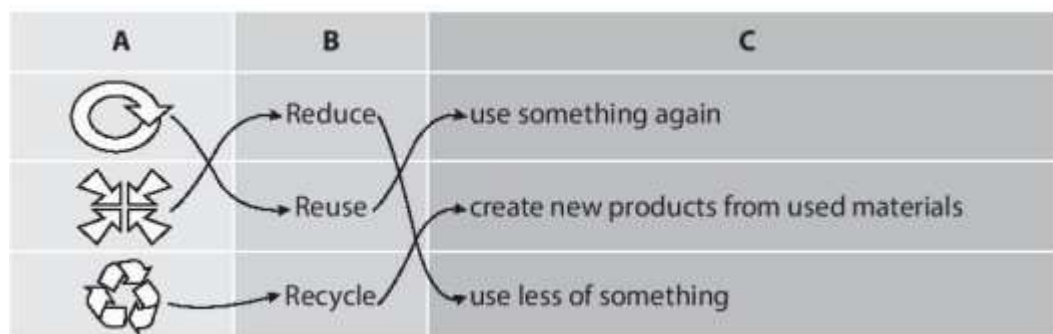 A B C
Reduce use something again
Reuse create new products from used materials
Recycle use less of something